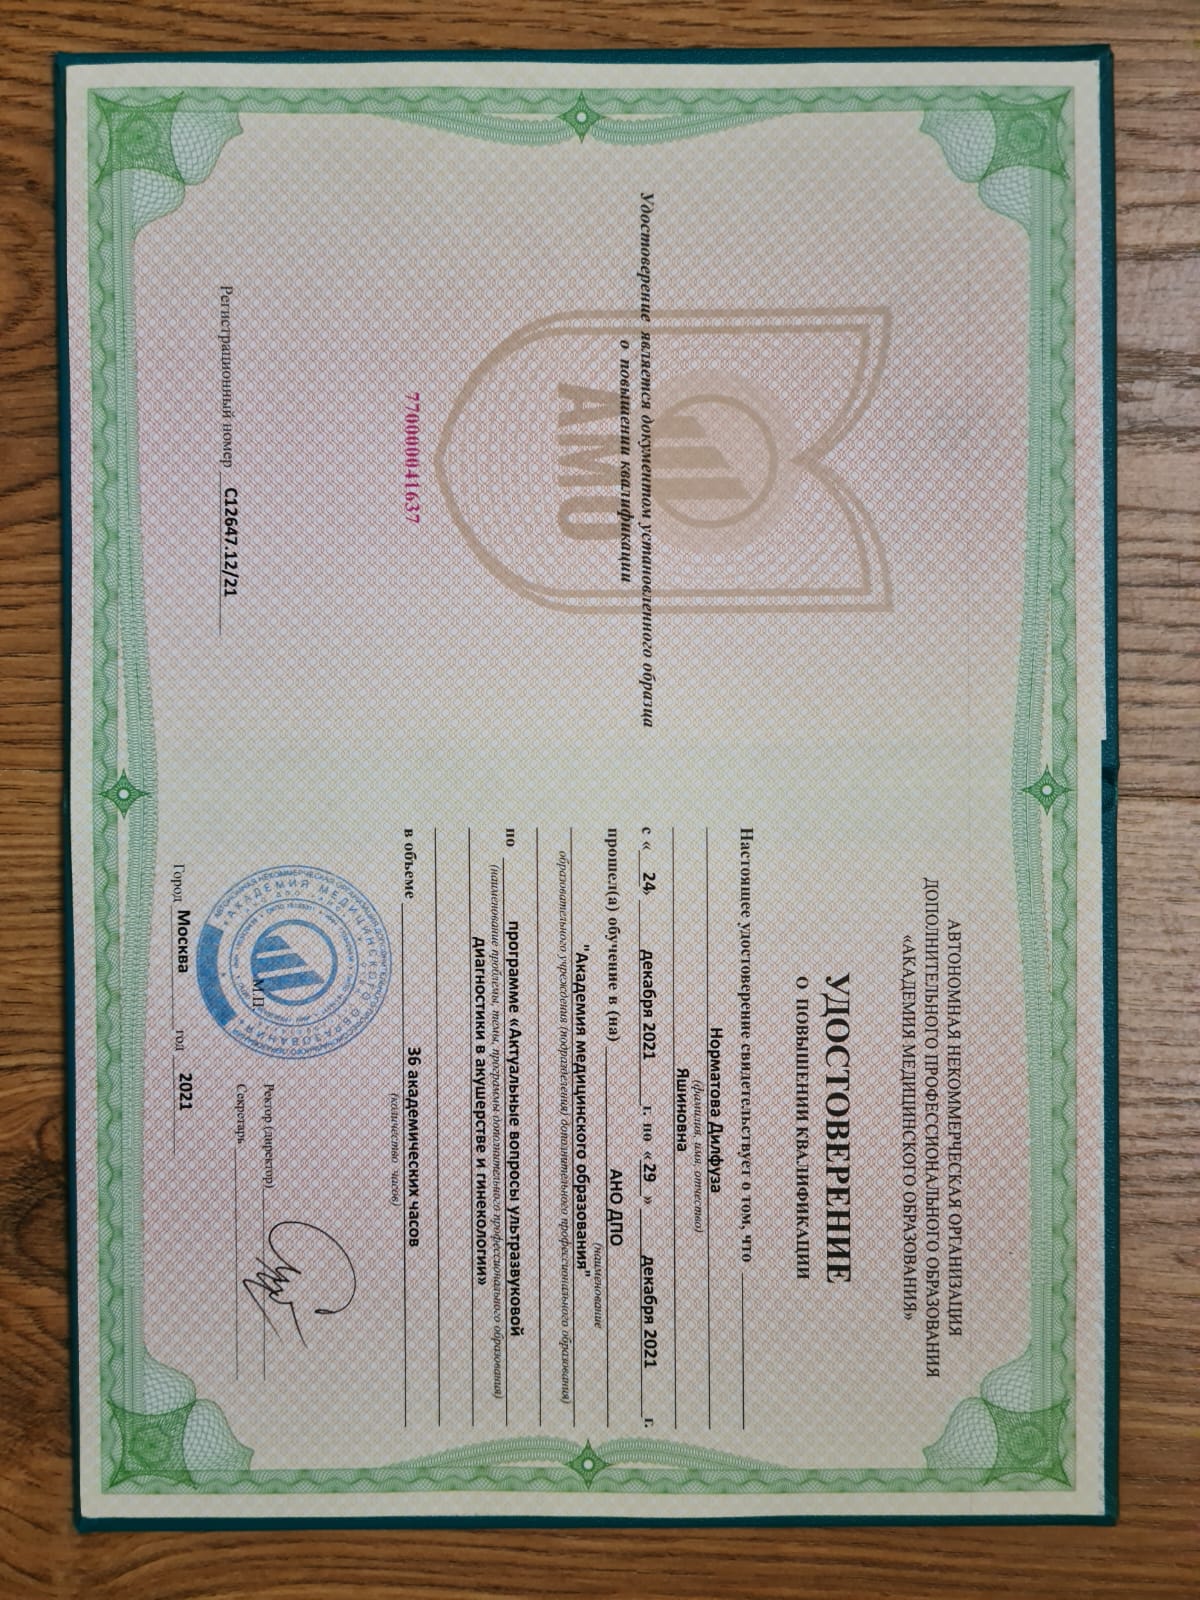 Удостоверение является документом установленного образца
о повышении квалификации
АМО
770000041637
Регистрационный номер С12647.12/21
АВТОНОМНАЯ НЕКОММЕРЧЕСКАЯ ОРГАНИЗАЦИЯ
ДОПОЛНИТЕЛЬНОГО ПРОФЕССИОНАЛЬНОГО ОБРАЗОВАНИЯ
«АКАДЕМИЯ МЕДИЦИНСКОГО ОБРАЗОВАНИЯ»
УДОСТОВЕРЕНИЕ
О ПОВЫШЕНИИ КВАЛИФИКАЦИИ
Настоящее удостоверение свидетельствует о том, что
Норматова Дилфуза
(фамилия, имя, отчество)
Яшиновна
с « 24» декабря 2021 г. по « 29 » декабря 2021 г.
прошел(а) обучение в (на) АНО ДПО
(наименование
"Академия медицинского образования"
образовательного учреждения (подразделения) дополнительного профессионального образования)
по программе «Актуальные вопросы ультразвуковой
(наименование проблемы, темы, программы дополнительного профессионального образования)
диагностики в акушерстве и гинекологии»
в объеме 36 академических часов
(количество часов)
АКАДЕМИЯ МЕДИЦИНСКОГО ОБРАЗОВАНИЯ
М.П.
Ректор (директор)
Секретарь
Город Москва год 2021